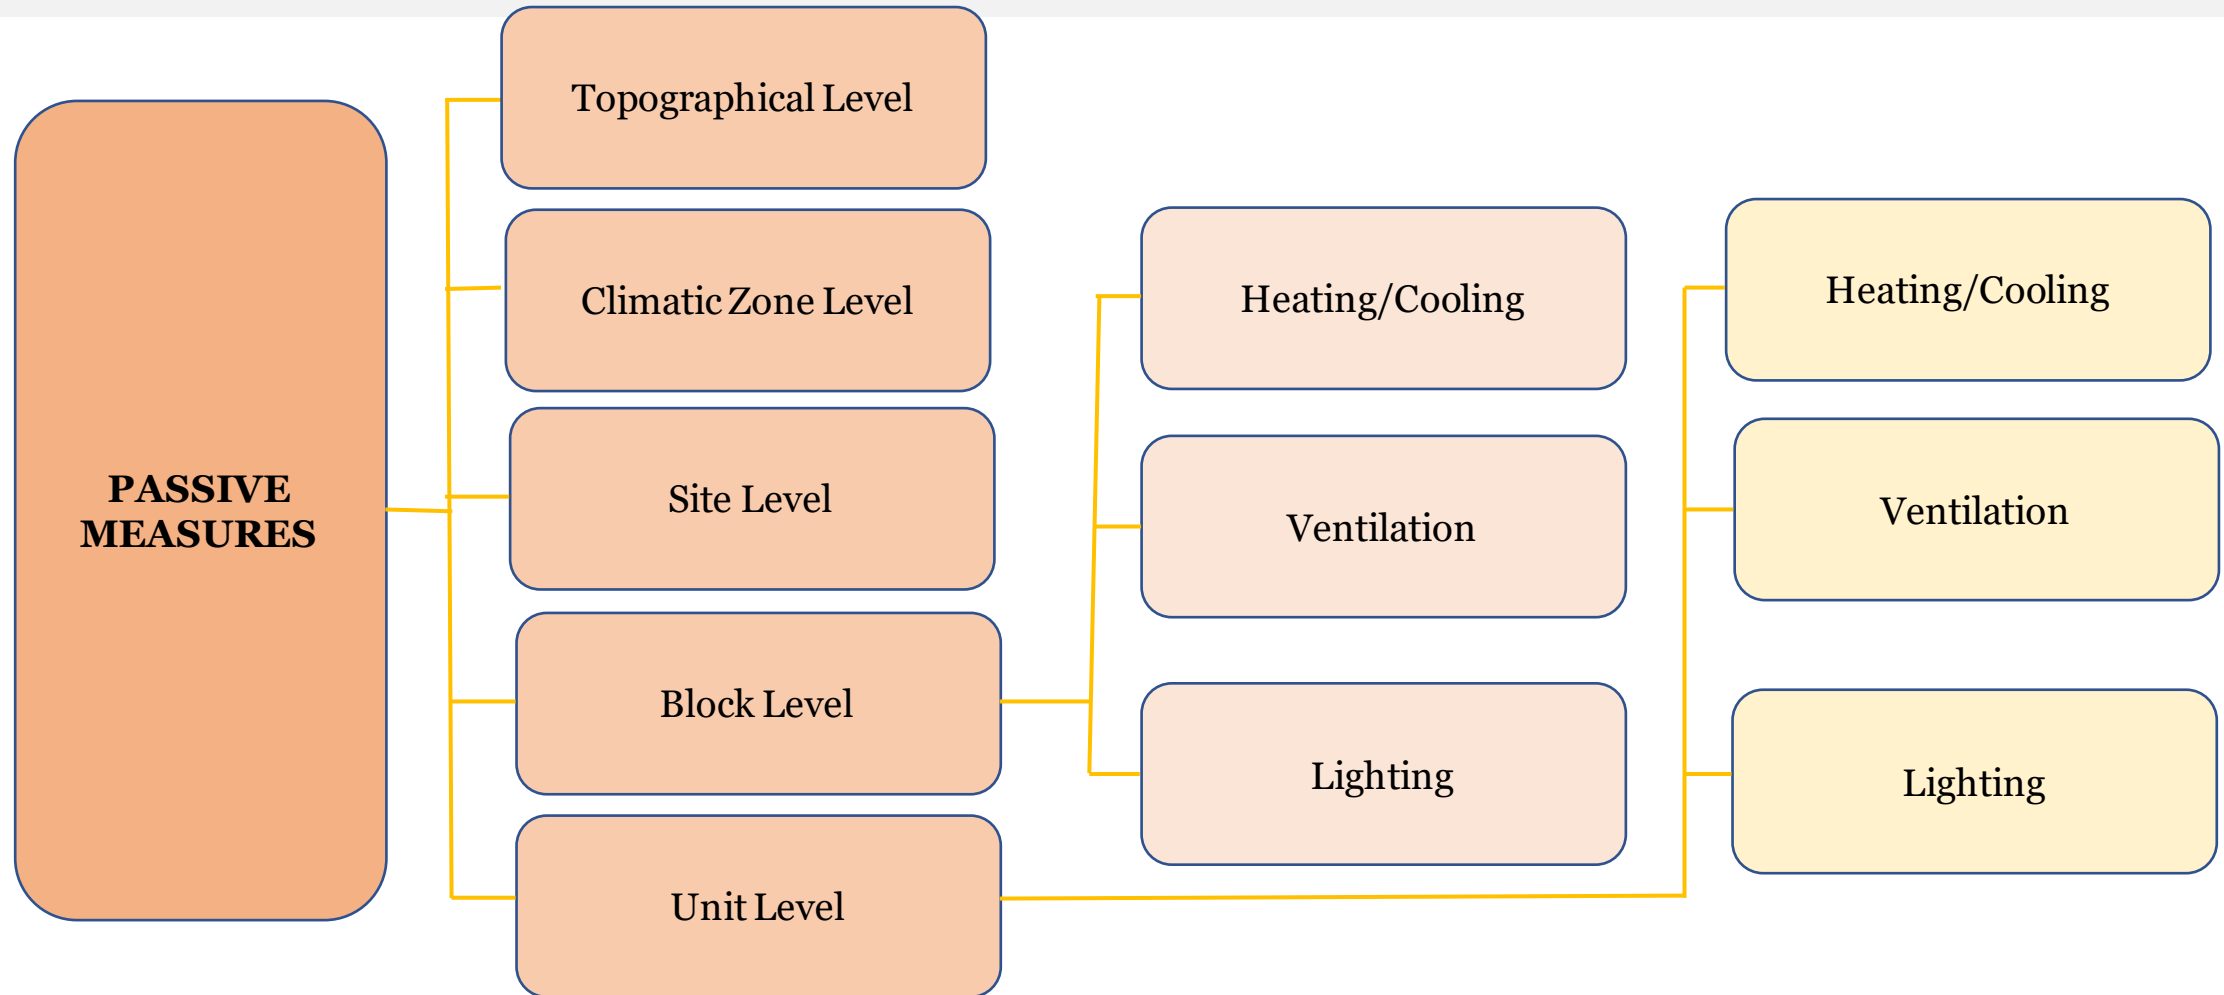 PASSIVE
MEASURES
Topographical Level
Climatic Zone Level
Site Level
Block Level
Unit Level
Heating/Cooling
Ventilation
Lighting
Heating/Cooling
Ventilation
Lighting